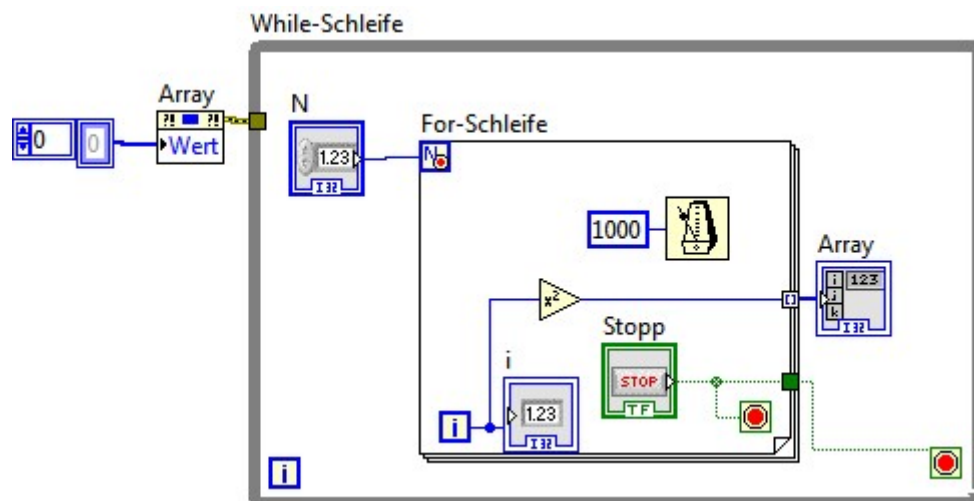 While-Schleife
Array
0
0
?! ?!
Wert
N
1.23
I32
For-Schleife
N
1000
Array
i
123
j
k
I32
x²
Stopp
STOP
TF
i
1.23
I32
i
i